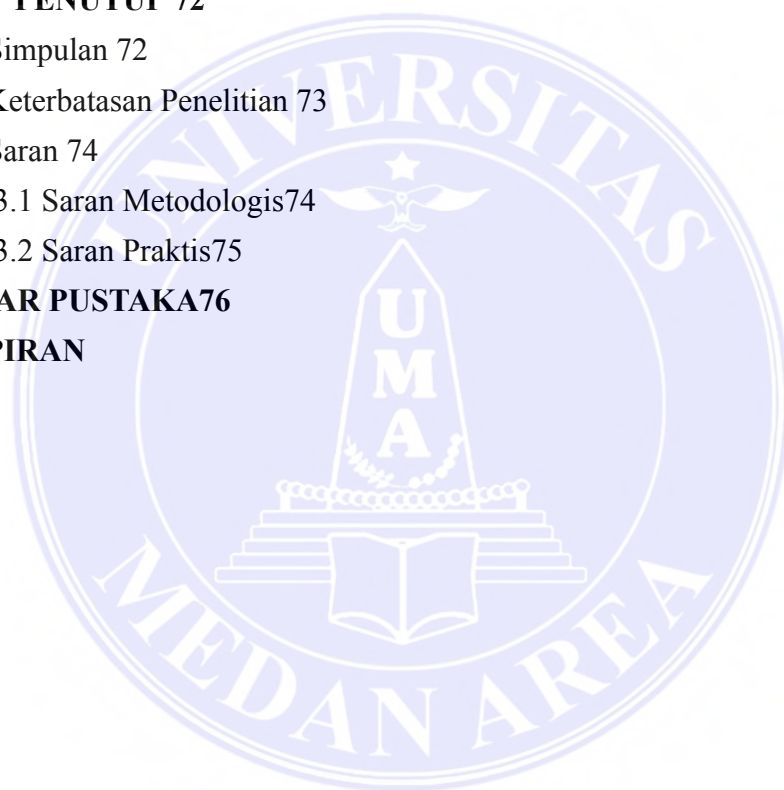 PENUTUP 72
Simpulan 72
Keterbatasan Penelitian 73
Saran 74
3.1 Saran Metodologis74
3.2 Saran Praktis75
AR PUSTAKA76
PIRAN
UNIVERSITAS
UMA
MEDAN AREA